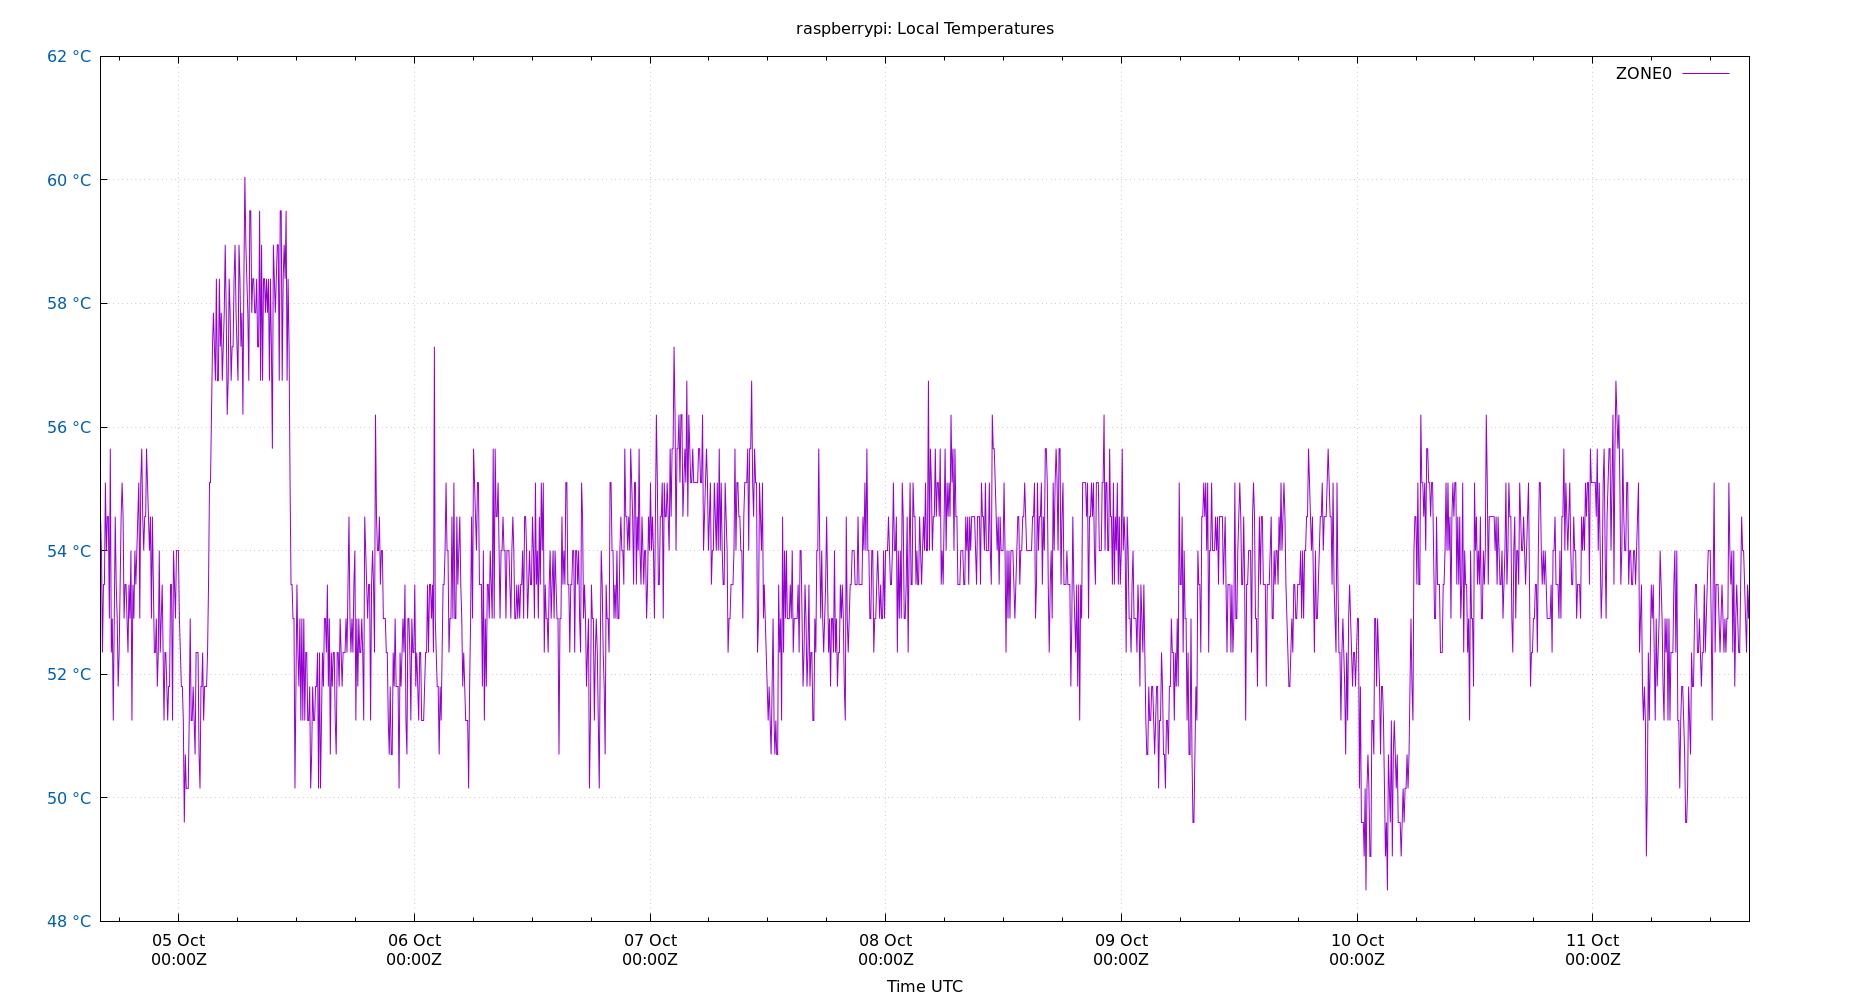 raspberrypi: Local Temperatures
62 °C
ZONE0
60 °C
58 °C
56 °C
54 °C
52 °C
50 °C
48 °C
05 Oct 06 Oct 07 Oct 08 Oct 09 Oct 10 Oct 11 Oct
00:00Z 00:00Z 00:00Z 00:00Z 00:00Z 00:00Z 00:00Z
Time UTC